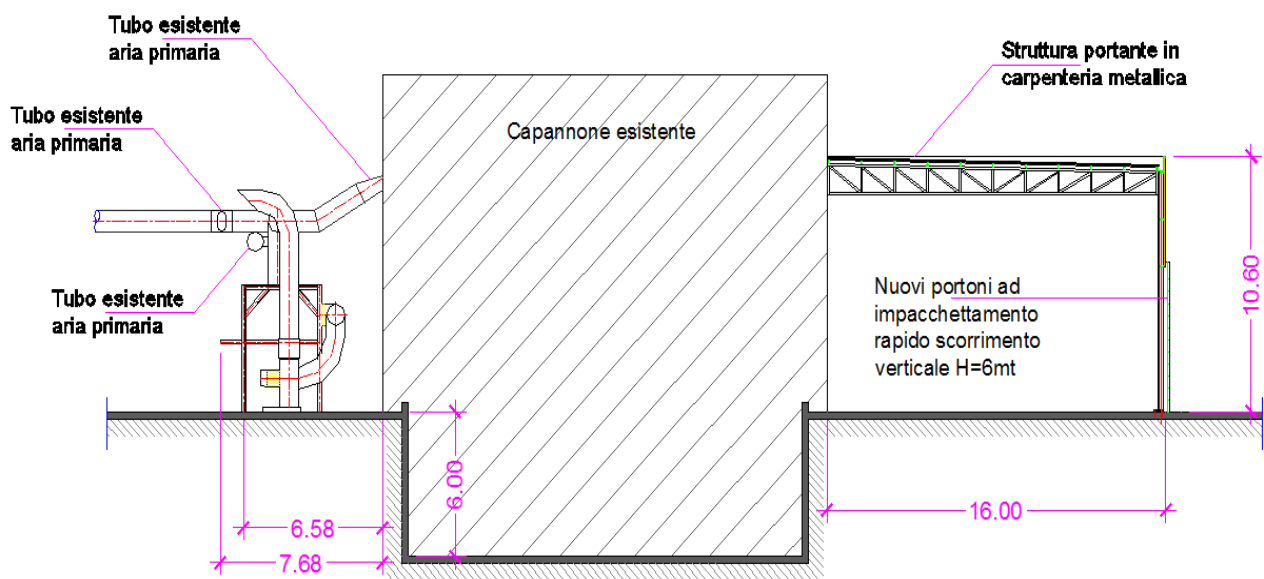 Tubo esistente
aria primaria
Tubo esistente
aria primaria
Tubo esistente
aria primaria
Capannone esistente
Struttura portante in
carpenteria metallica
Nuovi portoni ad
impacchettamento
rapido scorrimento
verticale H=6mt
10.60
6.00
6.58
7.68
16.00